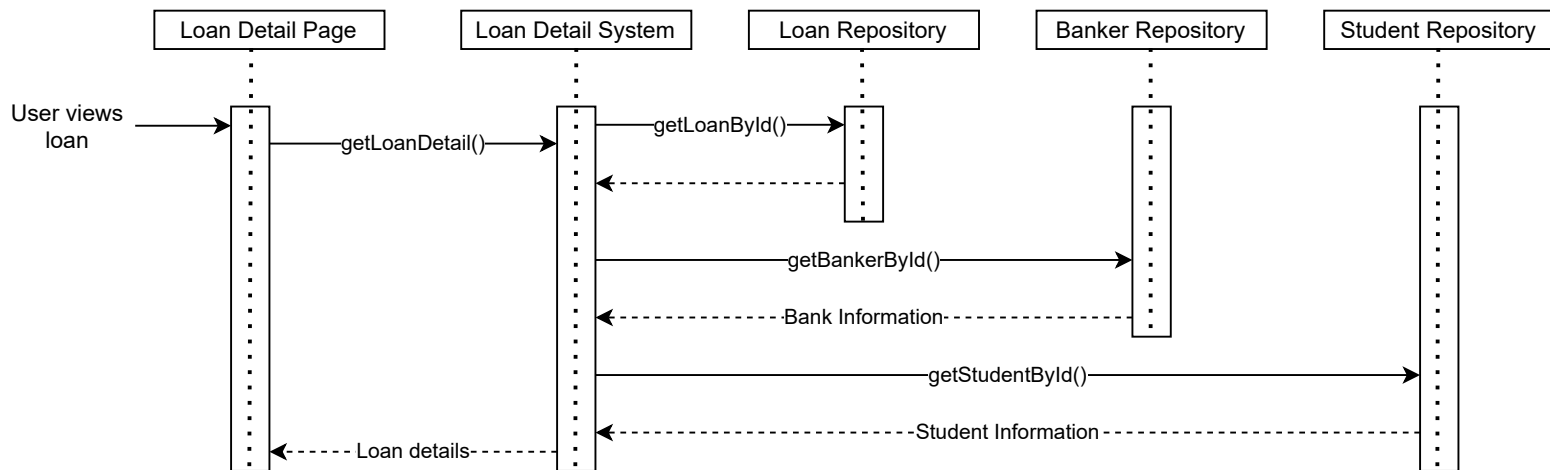 Loan Detail Page
Loan Detail System
Loan Repository
Banker Repository
Student Repository
User views
loan
getLoanById()
getLoanDetail()
getBankerById()
Bank Information
getStudentById()
Student Information
Loan details